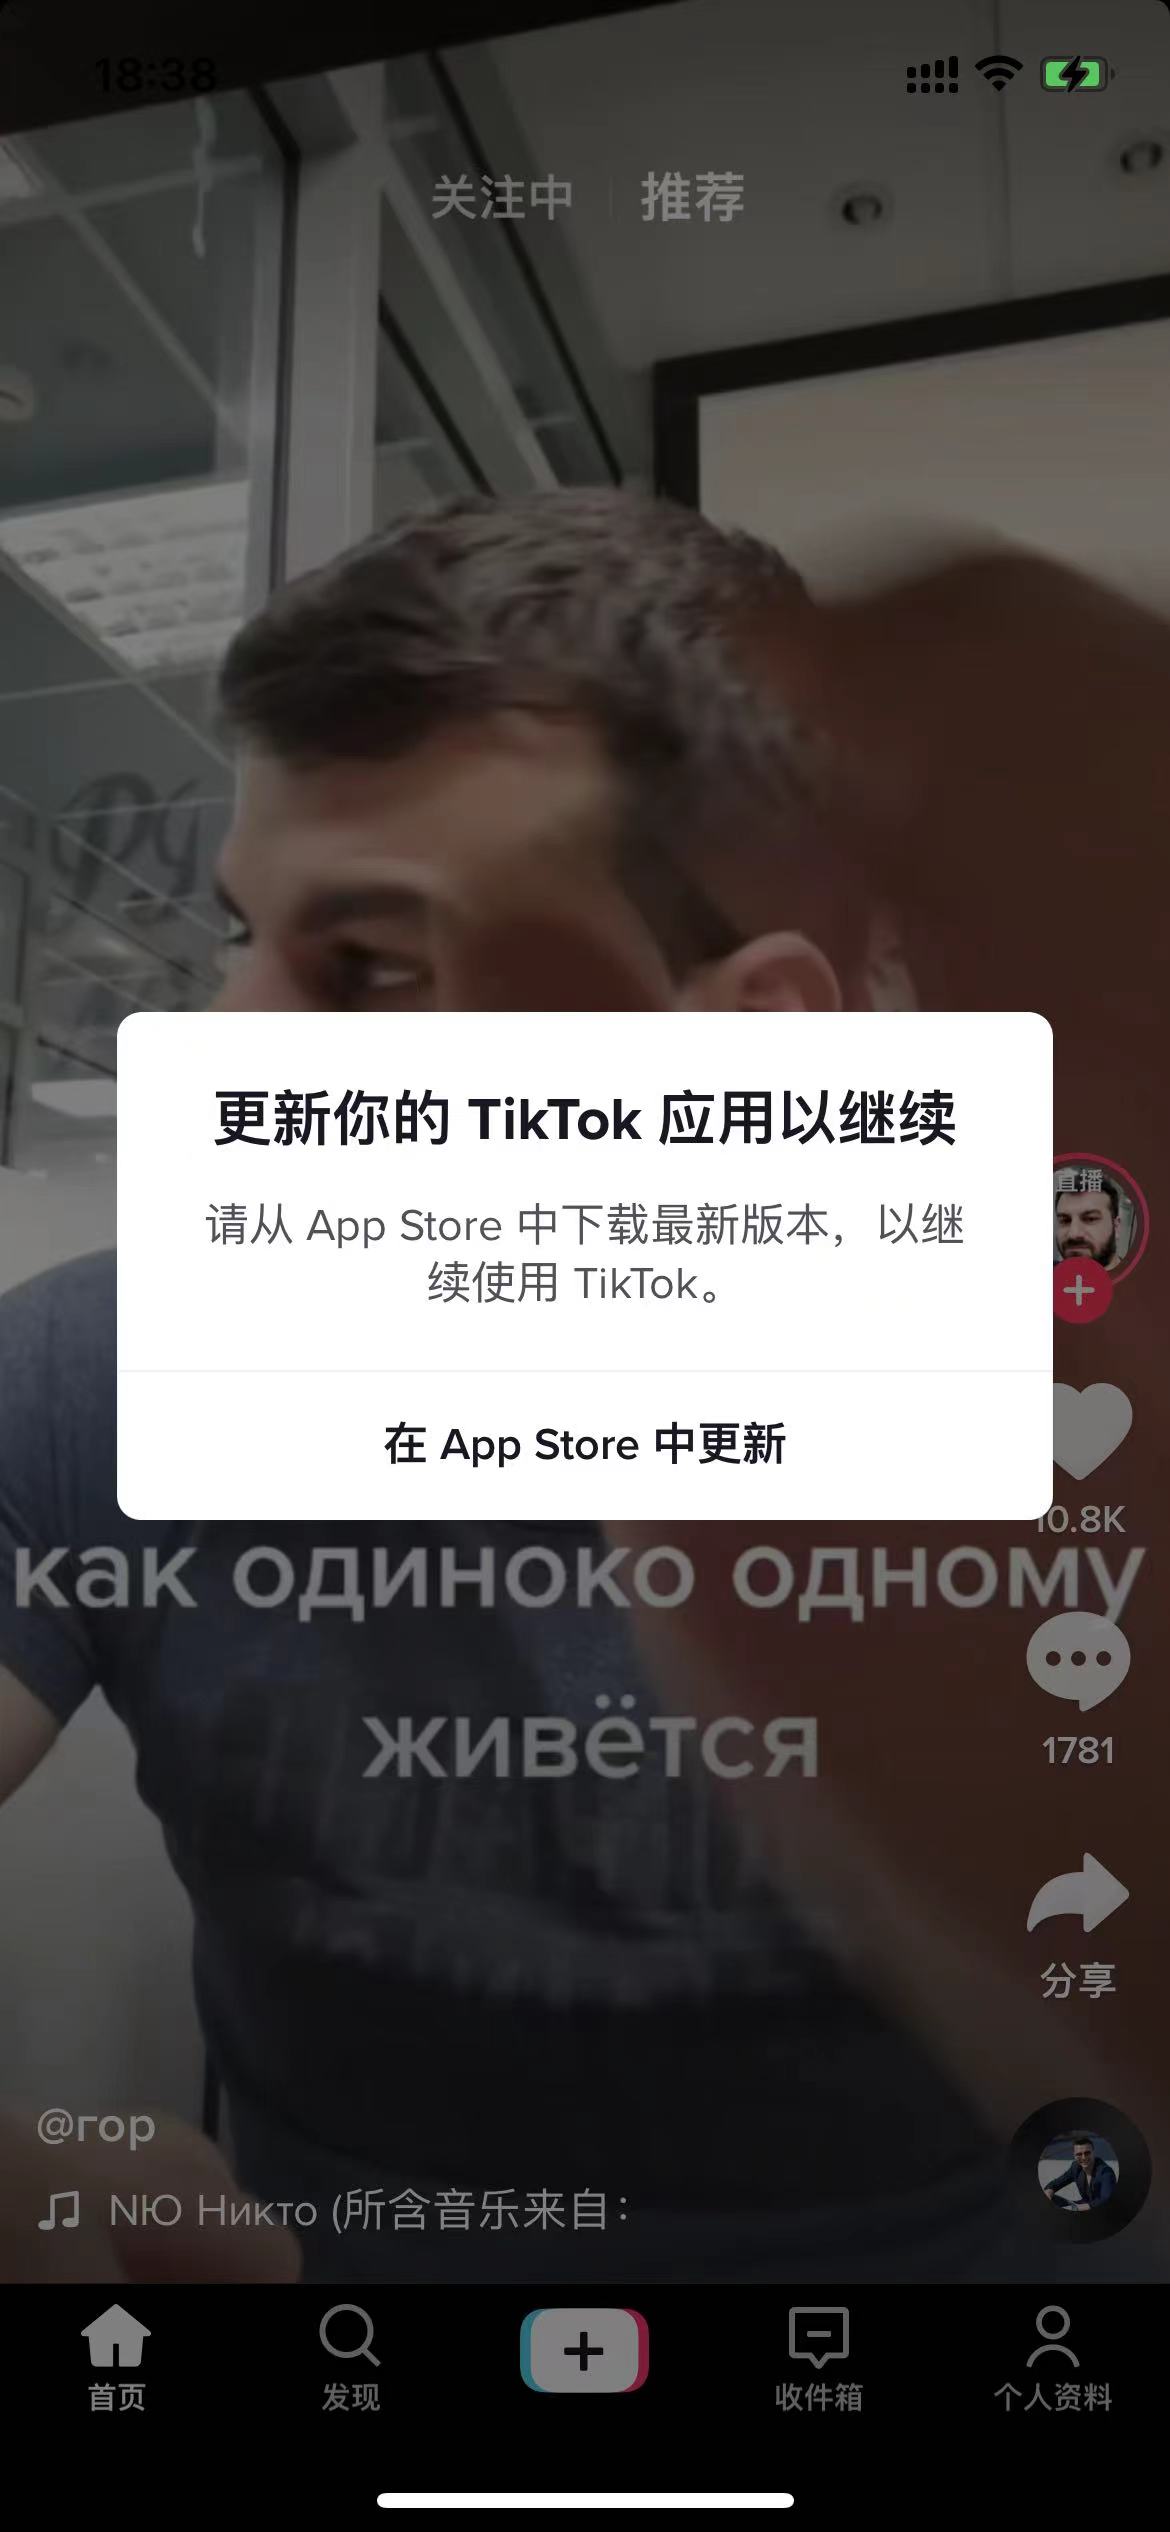 18:38
关注中
推荐
更新你的 TikTok 应用以继续
请从 App Store 中下载最新版本，以继
续使用 TikTok。
在 App Store 中更新
直播
10.8K
как одиноко одному
живётся
1781
分享
@гор
NЮ Никто (所含音乐来自：
首页
发现
收件箱
个人资料